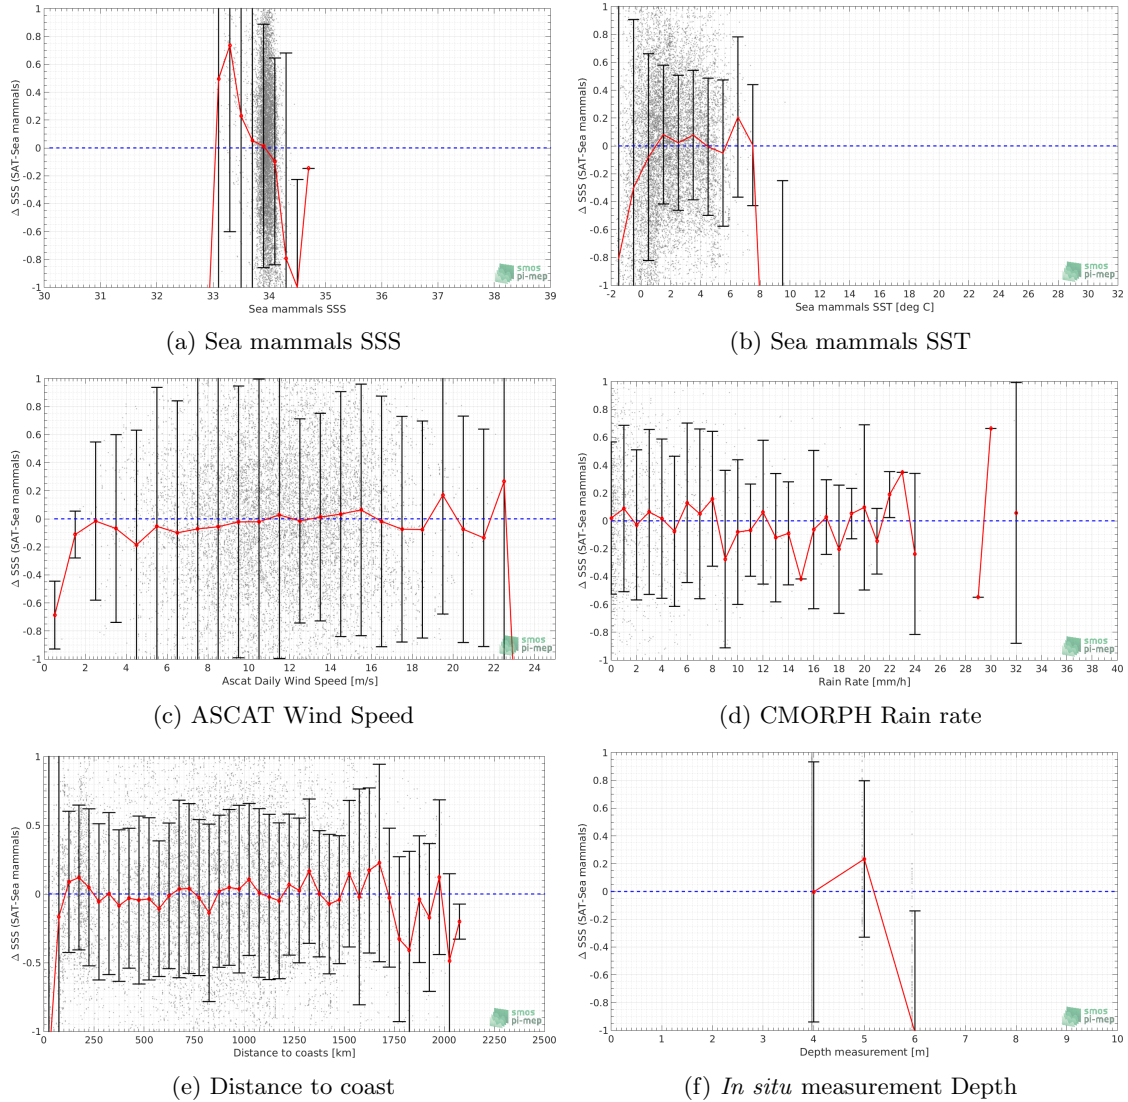 1
0.8
0.6
0.4
0.2
0
-0.2
-0.4
-0.6
-0.8
-1
Δ SSS (SAT-Sea mammals)
30 31 32 33 34 35 36 37 38 39
Sea mammals SSS
smos
pi-mep
(a) Sea mammals SSS
1
0.8
0.6
0.4
0.2
0
-0.2
-0.4
-0.6
-0.8
-1
Δ SSS (SAT-Sea mammals)
-2 0 2 4 6 8 10 12 14 16 18 20 22 24 26 28 30 32
Sea mammals SST [deg C]
smos
pi-mep
(b) Sea mammals SST
1
0.8
0.6
0.4
0.2
0
-0.2
-0.4
-0.6
-0.8
-1
Δ SSS (SAT-Sea mammals)
0 2 4 6 8 10 12 14 16 18 20 22 24
Ascat Daily Wind Speed [m/s]
smos
pi-mep
(c) ASCAT Wind Speed
1
0.8
0.6
0.4
0.2
0
-0.2
-0.4
-0.6
-0.8
-1
Δ SSS (SAT-Sea mammals)
0 2 4 6 8 10 12 14 16 18 20 22 24 26 28 30 32 34 36 38 40
Rain Rate [mm/h]
smos
pi-mep
(d) CMORPH Rain rate
1
0.5
0
-0.5
-1
Δ SSS (SAT-Sea mammals)
0 250 500 750 1000 1250 1500 1750 2000 2250 2500
Distance to coasts [km]
smos
pi-mep
(e) Distance to coast
1
0.8
0.6
0.4
0.2
0
-0.2
-0.4
-0.6
-0.8
-1
Δ SSS (SAT-Sea mammals)
0 1 2 3 4 5 6 7 8 9 10
Depth measurement [m]
smos
pi-mep
(f) In situ measurement Depth